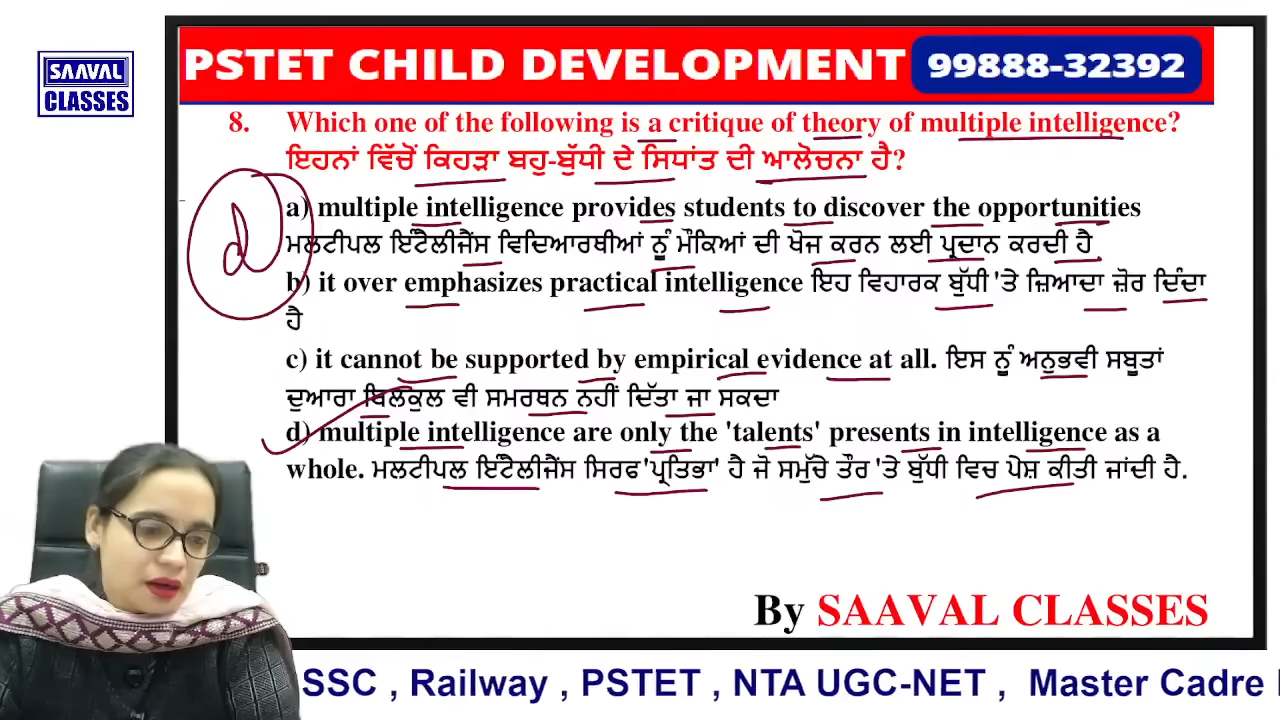 SAAVAL
CLASSES
PSTET CHILD DEVELOPMENT
99888-32392
8. Which one of the following is a critique of theory of multiple intelligence?
ਇਹਨਾਂ ਵਿੱਚੋਂ ਕਿਹੜਾ ਬਹੁ-ਬੁੱਧੀ ਦੇ ਸਿਧਾਂਤ ਦੀ ਆਲੋਚਨਾ ਹੈ?
d
a) multiple intelligence provides students to discover the opportunities
ਮਲਟੀਪਲ ਇੰਟੈਲੀਜੈਂਸ ਵਿਦਿਆਰਥੀਆਂ ਨੂੰ ਮੌਕਿਆਂ ਦੀ ਖੋਜ ਕਰਨ ਲਈ ਪ੍ਰਦਾਨ ਕਰਦੀ ਹੈ
b) it over emphasizes practical intelligence ਇਹ ਵਿਹਾਰਕ ਬੁੱਧੀ 'ਤੇ ਜ਼ਿਆਦਾ ਜ਼ੋਰ ਦਿੰਦਾ
ਹੈ
c) it cannot be supported by empirical evidence at all. ਇਸ ਨੂੰ ਅਨੁਭਵੀ ਸਬੂਤਾਂ
ਦੁਆਰਾ ਬਿਲਕੁਲ ਵੀ ਸਮਰਥਨ ਨਹੀਂ ਦਿੱਤਾ ਜਾ ਸਕਦਾ
d) multiple intelligence are only the 'talents' presents in intelligence as a
whole. ਮਲਟੀਪਲ ਇੰਟੈਲੀਜੈਂਸ ਸਿਰਫ 'ਪ੍ਰਤਿਭਾ' ਹੈ ਜੋ ਸਮੁੱਚੇ ਤੌਰ 'ਤੇ ਬੁੱਧੀ ਵਿਚ ਪੇਸ਼ ਕੀਤੀ ਜਾਂਦੀ ਹੈ.
By SAAVAL CLASSES
SSC , Railway , PSTET , NTA UGC-NET , Master Cadre